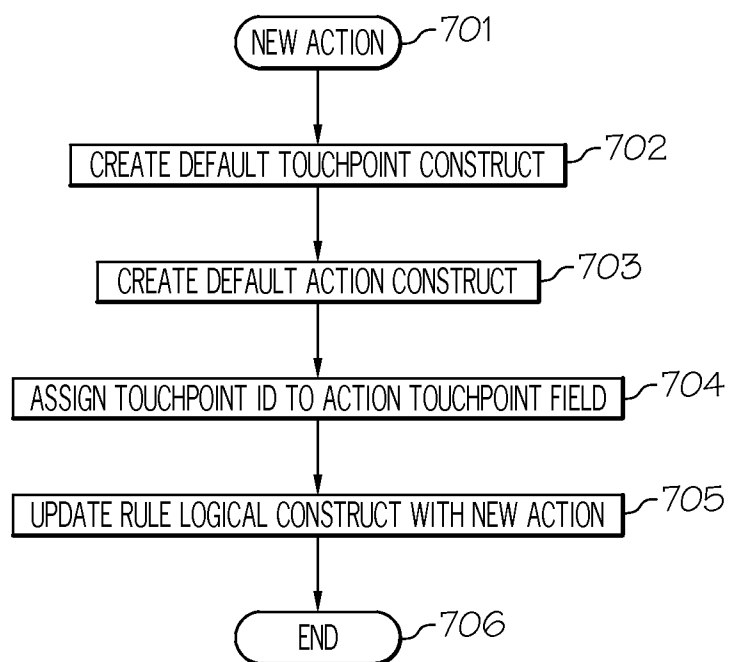 NEW ACTION 701
CREATE DEFAULT TOUCHPOINT CONSTRUCT 702
CREATE DEFAULT ACTION CONSTRUCT 703
ASSIGN TOUCHPOINT ID TO ACTION TOUCHPOINT FIELD 704
UPDATE RULE LOGICAL CONSTRUCT WITH NEW ACTION 705
END 706